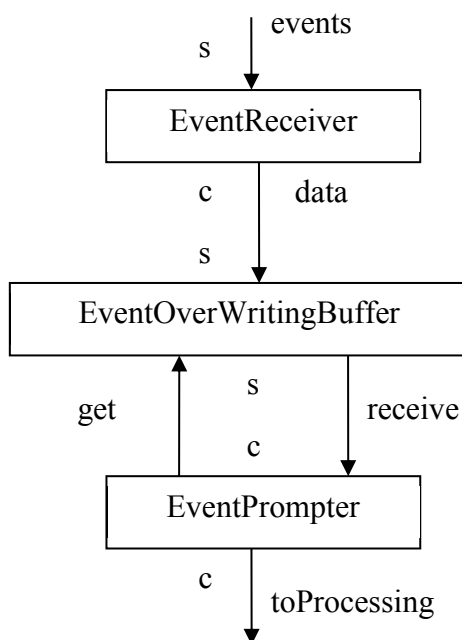 events
s
EventReceiver
c
data
s
EventOverWritingBuffer
s
get
receive
c
EventPrompter
c
toProcessing